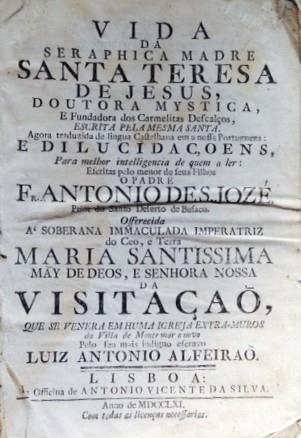 VIDA
DA
SERAPHICA MADRE
SANTA TERESA
DE JESUS,
DOUTORA MYSTICA,
E Fundadora dos Carmelitas Descalços,
ESCRITA PELA MESMA SANTA.
Agora traduzida de lingua Castelhana em a nossa Portugueza:
E DILUCIDAÇOENS,
Para melhor intelligencia de quem a ler:
Escritas pelo menor de seus Filhos
O PADRE
Fr. ANTONIO DE S. JOZÉ,
Prior do Santo Deserto de Busaco.
Offerecida
A' SOBERANA IMMACULADA IMPERATRIZ
do Ceo, e Terra
MARIA SANTISSIMA
MÃY DE DEOS, E SENHORA NOSSA
DA
VISITAÇAÕ,
QUE SE VENERA EM HUMA IGREJA EXTRA-MUROS
da Villa de Monte mór o novo
Pelo seu mais indigno escravo
LUIZ ANTONIO ALFEIRAÕ.
LISBOA:
Officina de ANTONIO VICENTE DA SILVA.
Anno de MDCCLXI.
Com todas as licenças necessarias.